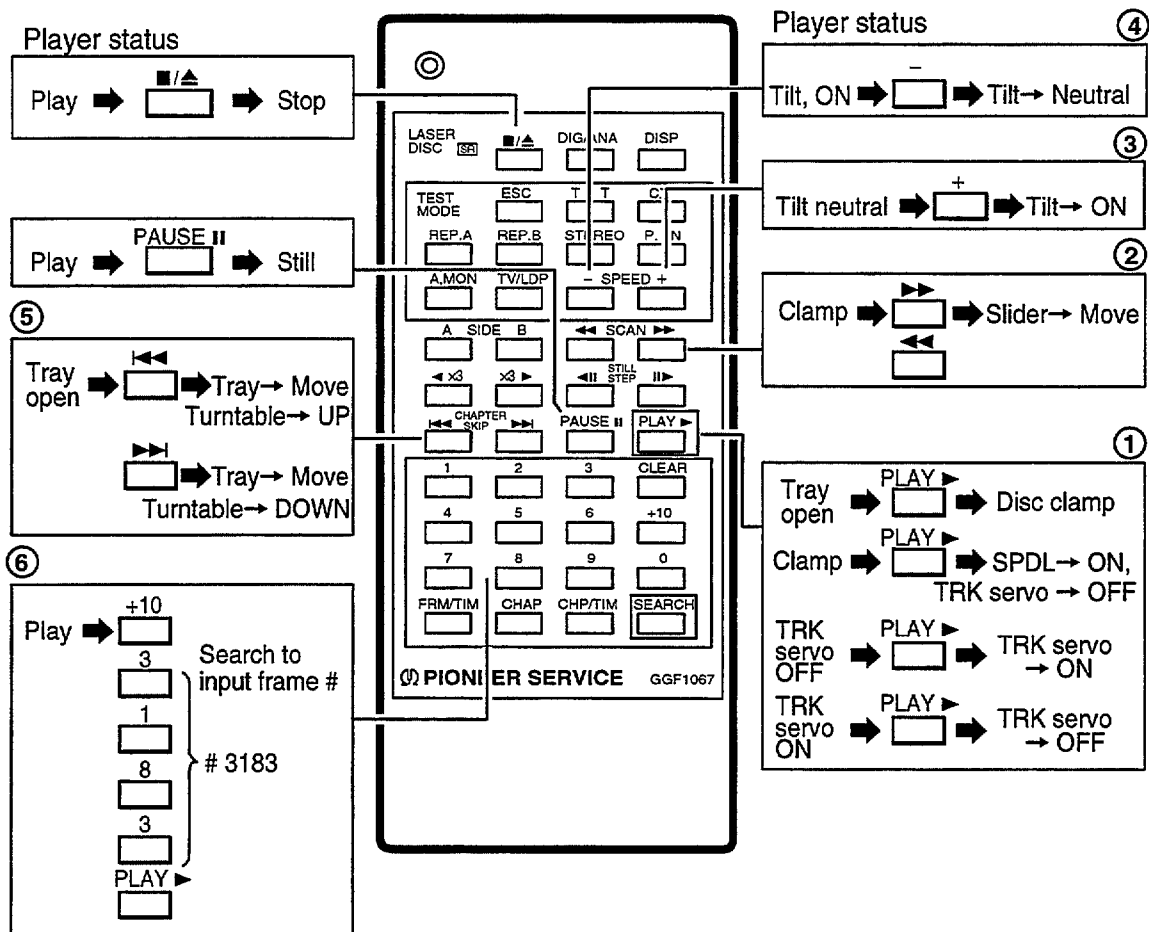 Player status
■/▲
Play ➡ ➡ Stop
PAUSE II
Play ➡ ➡ Still
⑤
Tray open ➡ |◀◀ ➡ Tray→ Move
Turntable→ UP
▶▶| ➡ Tray→ Move
Turntable→ DOWN
⑥
Play ➡ +10
3
1
8
3
PLAY ►
Search to
input frame #
# 3183
LASER DISC SR
■/▲ DISP
TEST MODE
ESC
REP.A REP.B
A.MON TV/LDP − SPEED +
A SIDE B ◀◀ SCAN ▶▶
◀ x3 x3 ▶ ◀II STILL STEP II▶
|◀◀ CHAPTER SKIP ▶▶| PAUSE II PLAY ►
1 2 3 CLEAR
4 5 6 +10
7 8 9 0
FRM/TIM CHAP CHP/TIM SEARCH
PIONEER SERVICE GGF1067
Player status ④
−
Tilt, ON ➡ ➡ Tilt→ Neutral
③
+
Tilt neutral ➡ ➡ Tilt→ ON
②
▶▶
Clamp ➡ ➡ Slider→ Move
◀◀
①
Tray open ➡ PLAY ► ➡ Disc clamp
Clamp ➡ PLAY ► ➡ SPDL→ ON,
TRK servo → OFF
TRK servo OFF ➡ PLAY ► ➡ TRK servo → ON
TRK servo ON ➡ PLAY ► ➡ TRK servo → OFF